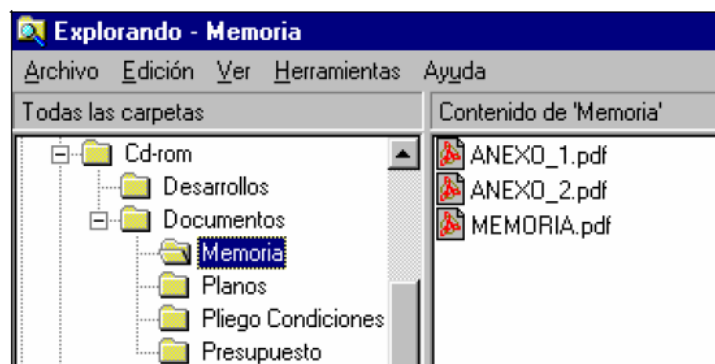 Explorando - Memoria
Archivo Edición Ver Herramientas Ayuda
Todas las carpetas
Contenido de 'Memoria'
Cd-rom
Desarrollos
Documentos
Memoria
Planos
Pliego Condiciones
Presupuesto
ANEXO_1.pdf
ANEXO_2.pdf
MEMORIA.pdf